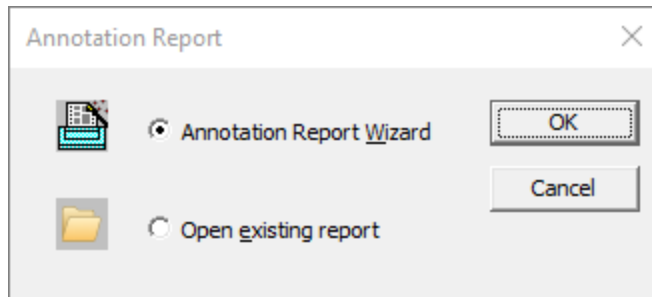 Annotation Report
Annotation Report Wizard
OK
Cancel
Open existing report